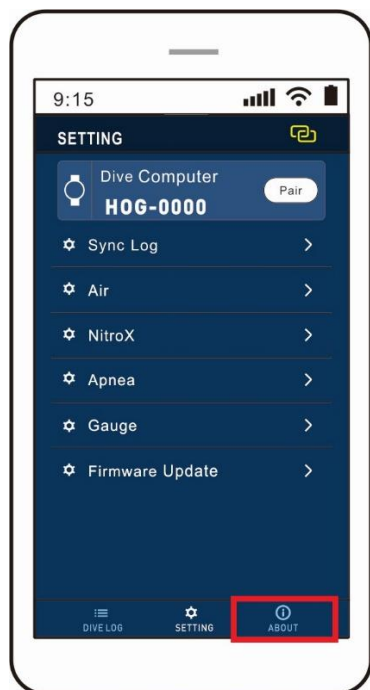 9:15
SETTING
Dive Computer
HOG-0000
Pair
Sync Log
Air
NitroX
Apnea
Gauge
Firmware Update
DIVE LOG SETTING ABOUT